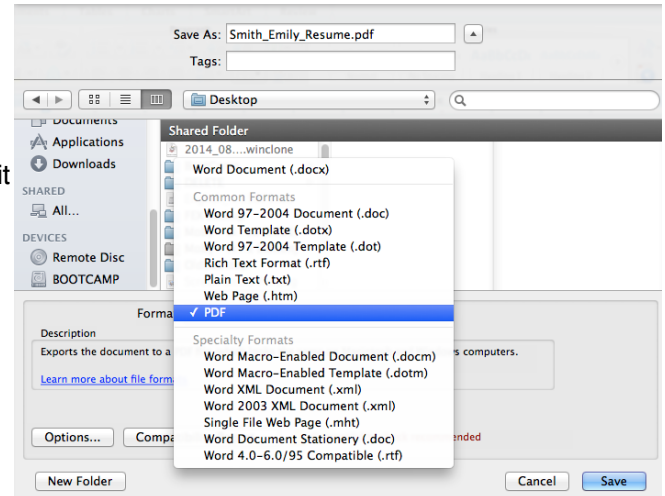 Save As: Smith_Emily_Resume.pdf
Tags:
Desktop
Documents
Applications
Downloads
it
SHARED
All...
DEVICES
Remote Disc
BOOTCAMP
Shared Folder
2014_08....winclone
Word Document (.docx)
Common Formats
Word 97-2004 Document (.doc)
Word Template (.dotx)
Word 97-2004 Template (.dot)
Rich Text Format (.rtf)
Plain Text (.txt)
Web Page (.htm)
✓ PDF
Specialty Formats
Word Macro-Enabled Document (.docm)
Word Macro-Enabled Template (.dotm)
Word XML Document (.xml)
Word 2003 XML Document (.xml)
Single File Web Page (.mht)
Word Document Stationery (.doc)
Word 4.0-6.0/95 Compatible (.rtf)
Forma
Description
Exports the document to a
s computers.
Learn more about file forma
Options...
Compa
ended
New Folder
Cancel
Save